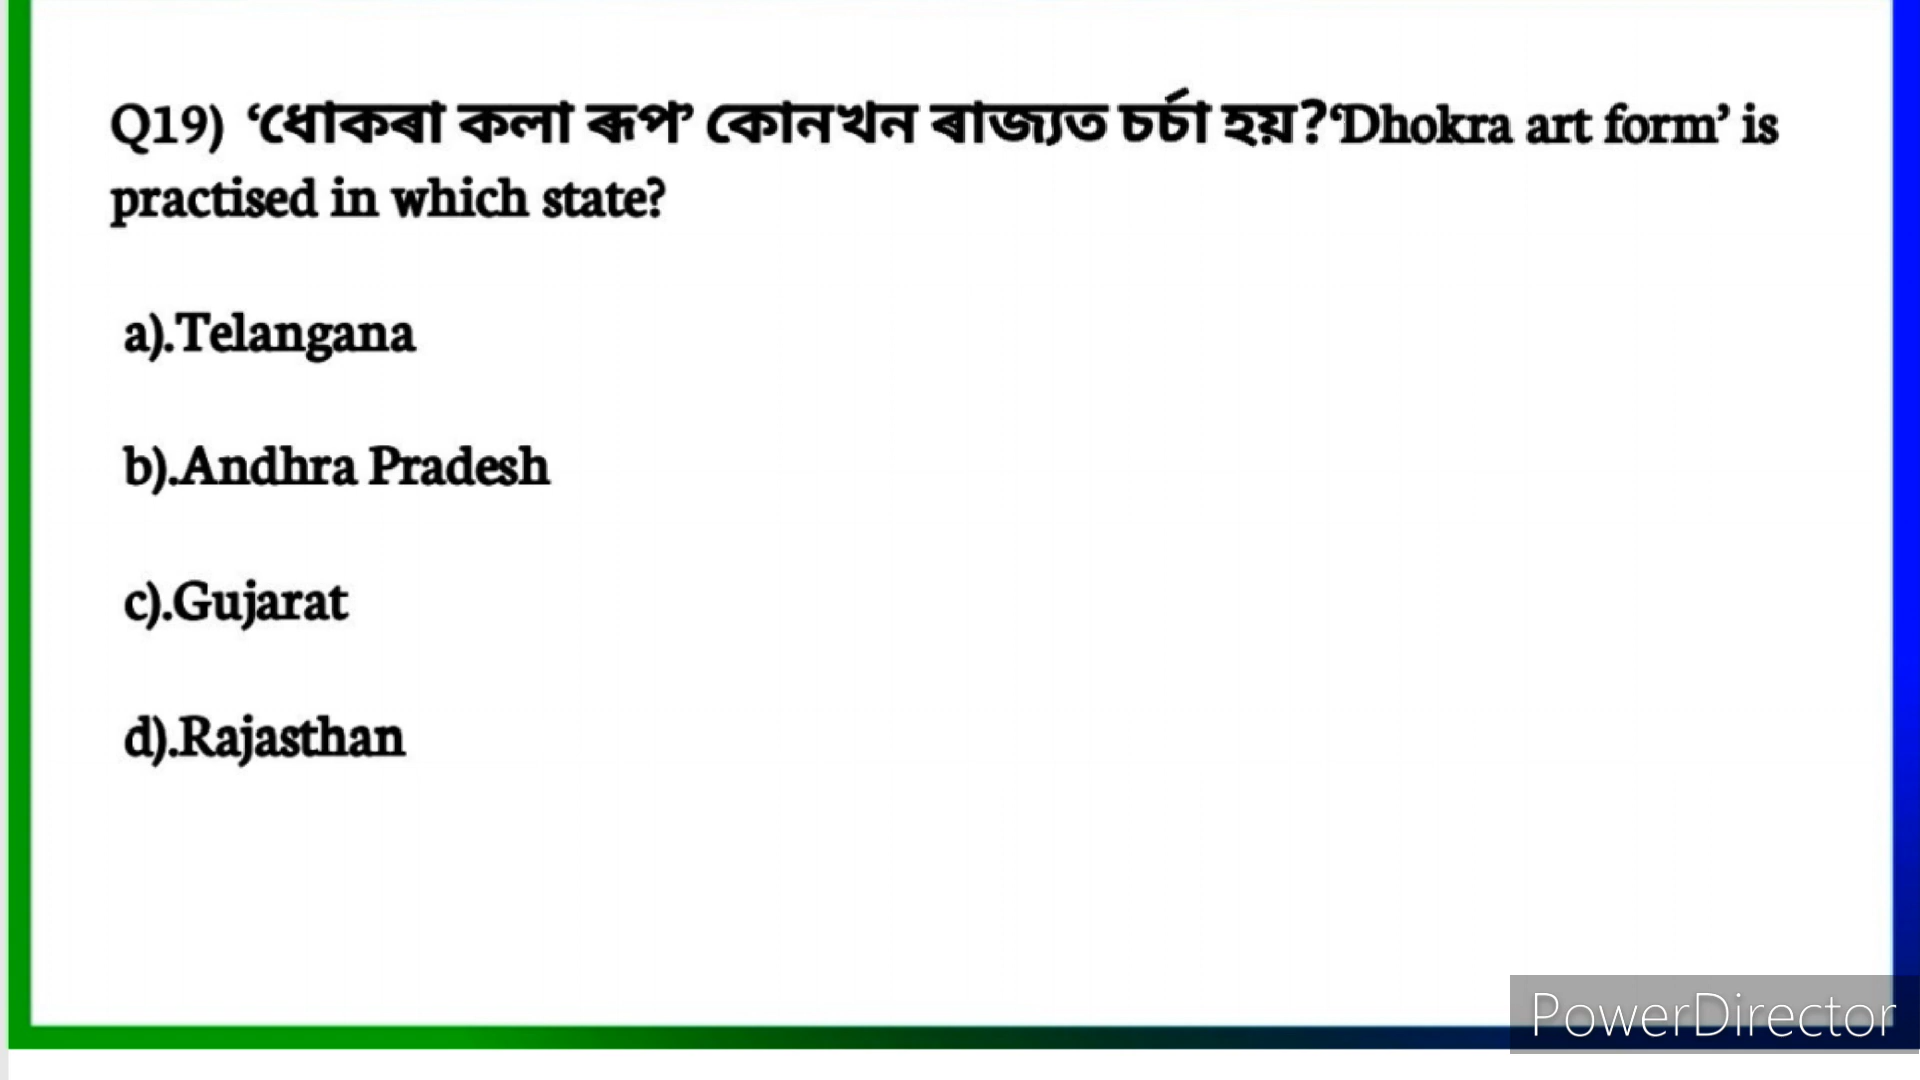 Q19) ‘ধোকৰা কলা ৰূপ’ কোনখন ৰাজ্যত চৰ্চা হয়?‘Dhokra art form’ is
practised in which state?
a).Telangana
b).Andhra Pradesh
c).Gujarat
d).Rajasthan
PowerDirector